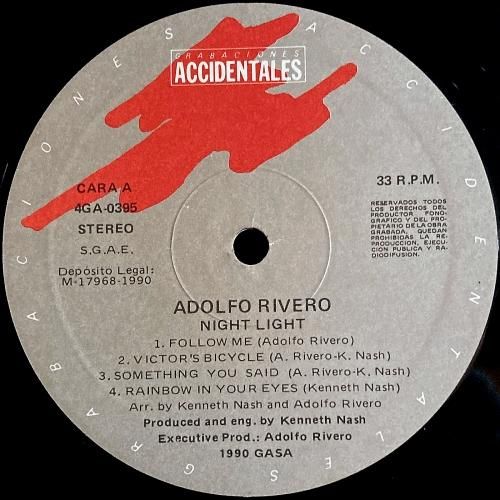 GRABACIONES ACCIDENTALES
GRABACIONES
ACCIDENTALES
CARA A
4GA-0395
STEREO
S.G.A.E.
Depósito Legal:
M-17968-1990
33 R.P.M.
RESERVADOS TODOS
LOS DERECHOS DEL
PRODUCTOR FONO-
GRAFICO Y DEL PRO-
PIETARIO DE LA OBRA
GRABADA. QUEDAN
PROHIBIDAS LA RE-
PRODUCCION, EJECU-
CION PUBLICA Y RA-
DIODIFUSION.
ADOLFO RIVERO
NIGHT LIGHT
1. FOLLOW ME (Adolfo Rivero)
2. VICTOR'S BICYCLE (A. Rivero-K. Nash)
3. SOMETHING YOU SAID (A. Rivero-K. Nash)
4. RAINBOW IN YOUR EYES (Kenneth Nash)
Arr. by Kenneth Nash and Adolfo Rivero
Produced and eng. by Kenneth Nash
Executive Prod.: Adolfo Rivero
1990 GASA